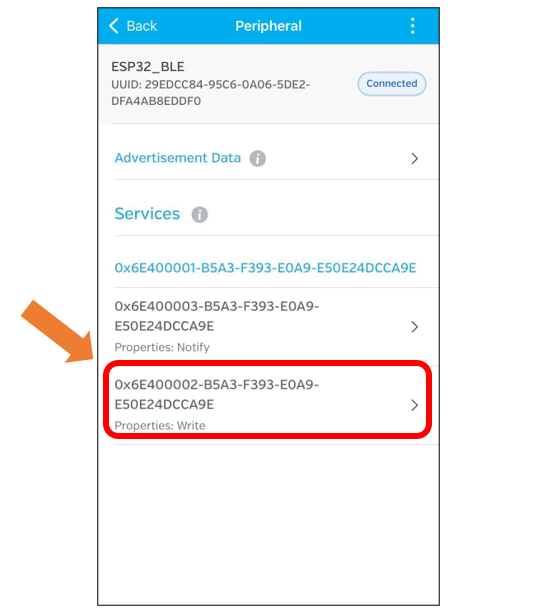 Back
Peripheral
ESP32_BLE
UUID: 29EDCC84-95C6-0A06-5DE2-
DFA4AB8EDDF0
Connected
Advertisement Data
Services
0x6E400001-B5A3-F393-E0A9-E50E24DCCA9E
0x6E400003-B5A3-F393-E0A9-
E50E24DCCA9E
Properties: Notify
0x6E400002-B5A3-F393-E0A9-
E50E24DCCA9E
Properties: Write